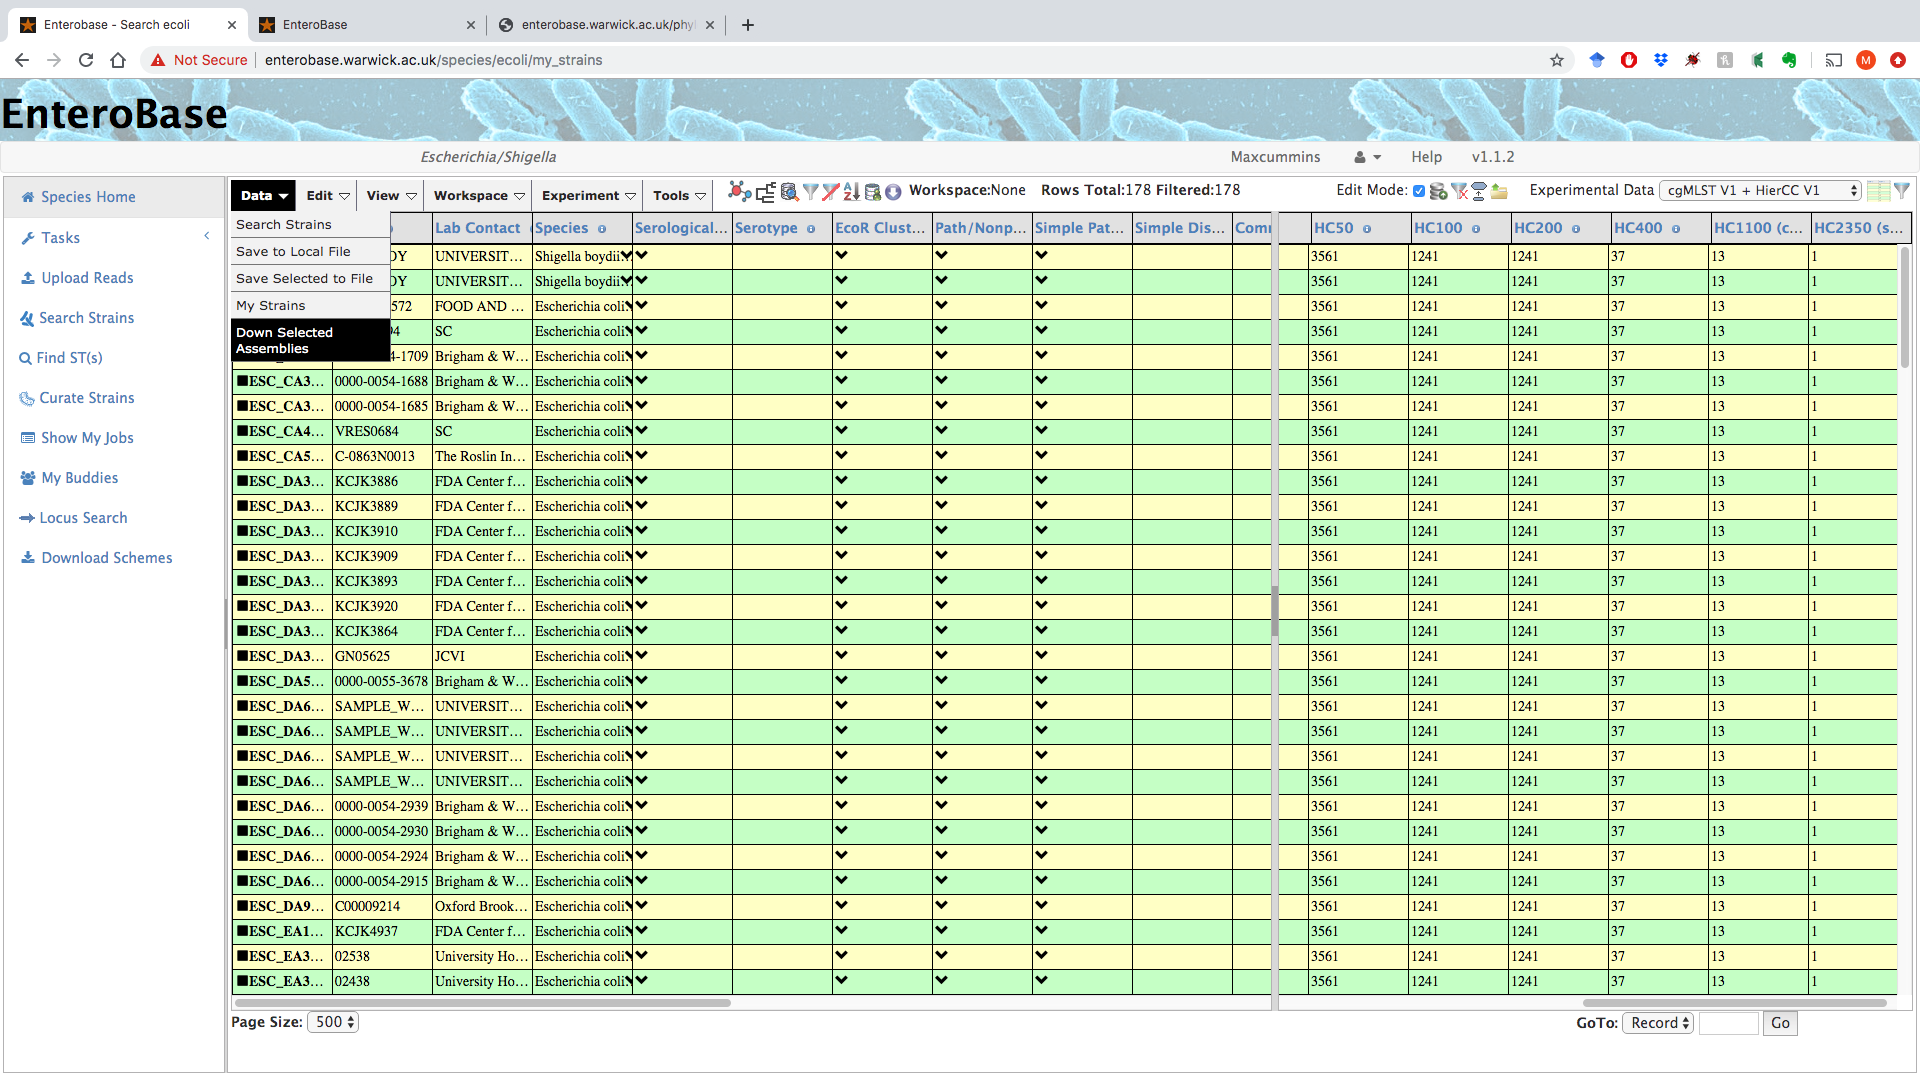 Enterobase - Search ecoli
EnteroBase
enterobase.warwick.ac.uk/phyl
Not Secure
enterobase.warwick.ac.uk/species/ecoli/my_strains
M
EnteroBase
Escherichia/Shigella
Maxcummins
Help
v1.1.2
Species Home
Tasks
Upload Reads
Search Strains
Find ST(s)
Curate Strains
Show My Jobs
My Buddies
Locus Search
Download Schemes
Data Edit View Workspace Experiment Tools
Workspace:None Rows Total:178 Filtered:178
Edit Mode: Experimental Data cgMLST V1 + HierCC V1
Search Strains
Save to Local File
Save Selected to File
My Strains
Down Selected
Assemblies
Lab Contact Species Serological... Serotype EcoR Clust... Path/Nonp... Simple Pat... Simple Dis... Com HC50 HC100 HC200 HC400 HC1100 (c... HC2350 (s...
OY UNIVERSIT... Shigella boydii 3561 1241 1241 37 13 1
OY UNIVERSIT... Shigella boydii 3561 1241 1241 37 13 1
572 FOOD AND ... Escherichia coli 3561 1241 1241 37 13 1
04 SC Escherichia coli 3561 1241 1241 37 13 1
4-1709 Brigham & W... Escherichia coli 3561 1241 1241 37 13 1
ESC_CA3... 0000-0054-1688 Brigham & W... Escherichia coli 3561 1241 1241 37 13 1
ESC_CA3... 0000-0054-1685 Brigham & W... Escherichia coli 3561 1241 1241 37 13 1
ESC_CA4... VRES0684 SC Escherichia coli 3561 1241 1241 37 13 1
ESC_CA5... C-0863N0013 The Roslin In... Escherichia coli 3561 1241 1241 37 13 1
ESC_DA3... KCJK3886 FDA Center f... Escherichia coli 3561 1241 1241 37 13 1
ESC_DA3... KCJK3889 FDA Center f... Escherichia coli 3561 1241 1241 37 13 1
ESC_DA3... KCJK3910 FDA Center f... Escherichia coli 3561 1241 1241 37 13 1
ESC_DA3... KCJK3909 FDA Center f... Escherichia coli 3561 1241 1241 37 13 1
ESC_DA3... KCJK3893 FDA Center f... Escherichia coli 3561 1241 1241 37 13 1
ESC_DA3... KCJK3920 FDA Center f... Escherichia coli 3561 1241 1241 37 13 1
ESC_DA3... KCJK3864 FDA Center f... Escherichia coli 3561 1241 1241 37 13 1
ESC_DA3... GN05625 JCVI Escherichia coli 3561 1241 1241 37 13 1
ESC_DA5... 0000-0055-3678 Brigham & W... Escherichia coli 3561 1241 1241 37 13 1
ESC_DA6... SAMPLE_W... UNIVERSIT... Escherichia coli 3561 1241 1241 37 13 1
ESC_DA6... SAMPLE_W... UNIVERSIT... Escherichia coli 3561 1241 1241 37 13 1
ESC_DA6... SAMPLE_W... UNIVERSIT... Escherichia coli 3561 1241 1241 37 13 1
ESC_DA6... SAMPLE_W... UNIVERSIT... Escherichia coli 3561 1241 1241 37 13 1
ESC_DA6... 0000-0054-2939 Brigham & W... Escherichia coli 3561 1241 1241 37 13 1
ESC_DA6... 0000-0054-2930 Brigham & W... Escherichia coli 3561 1241 1241 37 13 1
ESC_DA6... 0000-0054-2924 Brigham & W... Escherichia coli 3561 1241 1241 37 13 1
ESC_DA6... 0000-0054-2915 Brigham & W... Escherichia coli 3561 1241 1241 37 13 1
ESC_DA9... C00009214 Oxford Brook... Escherichia coli 3561 1241 1241 37 13 1
ESC_EA1... KCJK4937 FDA Center f... Escherichia coli 3561 1241 1241 37 13 1
ESC_EA3... 02538 University Ho... Escherichia coli 3561 1241 1241 37 13 1
ESC_EA3... 02438 University Ho... Escherichia coli 3561 1241 1241 37 13 1
Page Size: 500
GoTo: Record Go